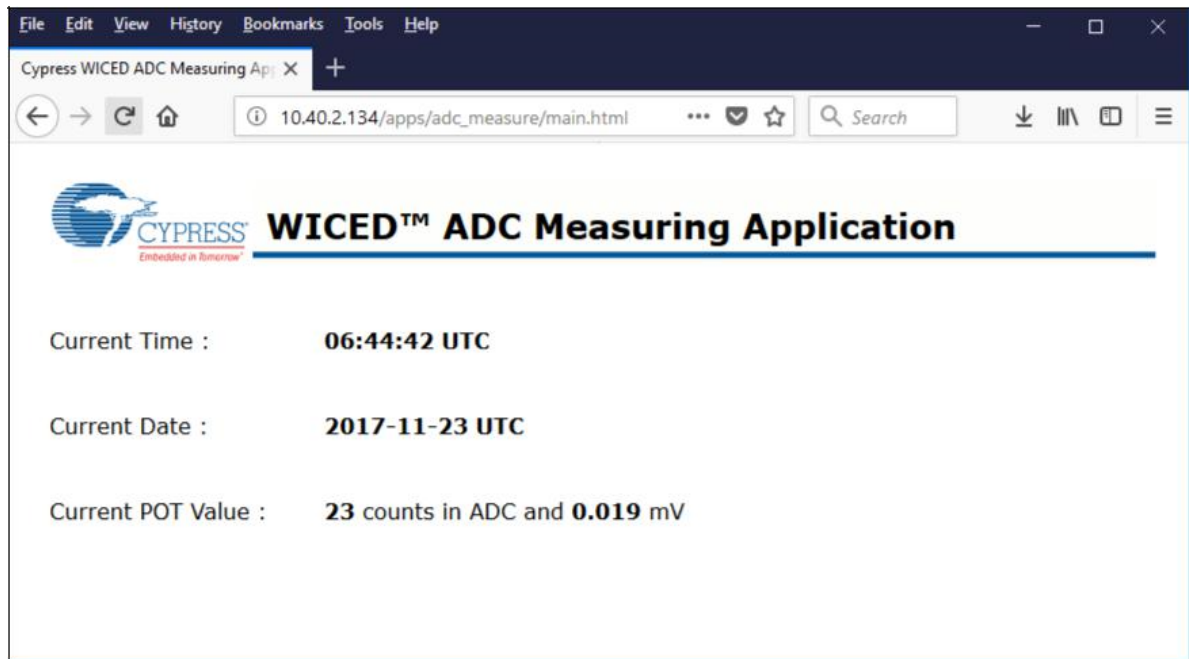 File Edit View History Bookmarks Tools Help
Cypress WICED ADC Measuring App
10.40.2.134/apps/adc_measure/main.html
Search
CYPRESS®
Embedded in Tomorrow™
WICED™ ADC Measuring Application
Current Time : 06:44:42 UTC
Current Date : 2017-11-23 UTC
Current POT Value : 23 counts in ADC and 0.019 mV